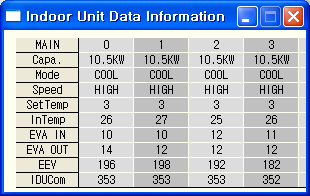 Indoor Unit Data Information
MAIN 0 1 2 3
Capa. 10.5KW 10.5KW 10.5KW 10.5KW
Mode COOL COOL COOL COOL
Speed HIGH HIGH HIGH HIGH
SetTemp 3 3 3 3
InTemp 26 27 25 26
EVA IN 10 10 12 11
EVA OUT 14 12 12 12
EEV 196 198 192 182
IDUCom 353 353 353 352